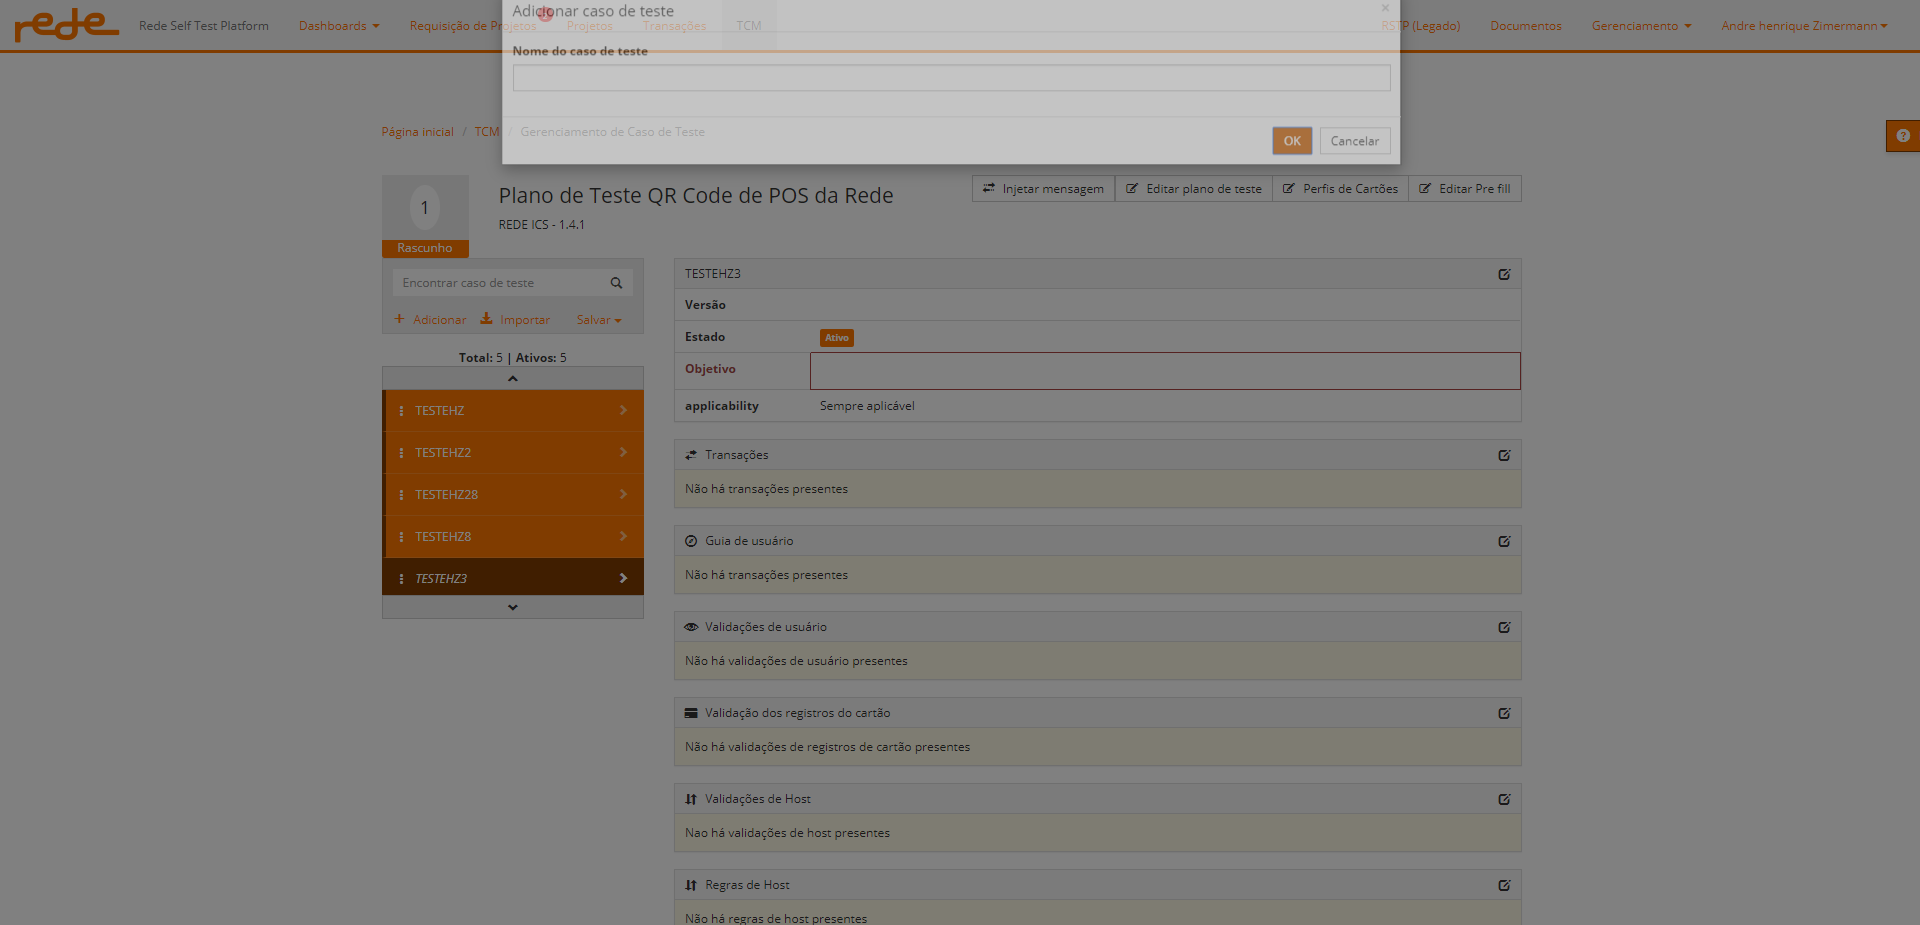 rede Rede Self Test Platform Dashboards Requisição de Projetos Projetos Transações TCM RSTP (Legado) Documentos Gerenciamento Andre henrique Zimermann
Adicionar caso de teste ×
Nome do caso de teste
OK Cancelar
Página inicial / TCM / Gerenciamento de Caso de Teste
1
Rascunho
Plano de Teste QR Code de POS da Rede
REDE ICS - 1.4.1
Injetar mensagem Editar plano de teste Perfis de Cartões Editar Pre fill
Encontrar caso de teste
+ Adicionar Importar Salvar
Total: 5 | Ativos: 5
TESTEHZ
TESTEHZ2
TESTEHZ28
TESTEHZ8
TESTEHZ3
TESTEHZ3
Versão
Estado Ativo
Objetivo
applicability Sempre aplicável
Transações
Não há transações presentes
Guia de usuário
Não há transações presentes
Validações de usuário
Não há validações de usuário presentes
Validação dos registros do cartão
Não há validações de registros de cartão presentes
Validações de Host
Nao há validações de host presentes
Regras de Host
Não há regras de host presentes